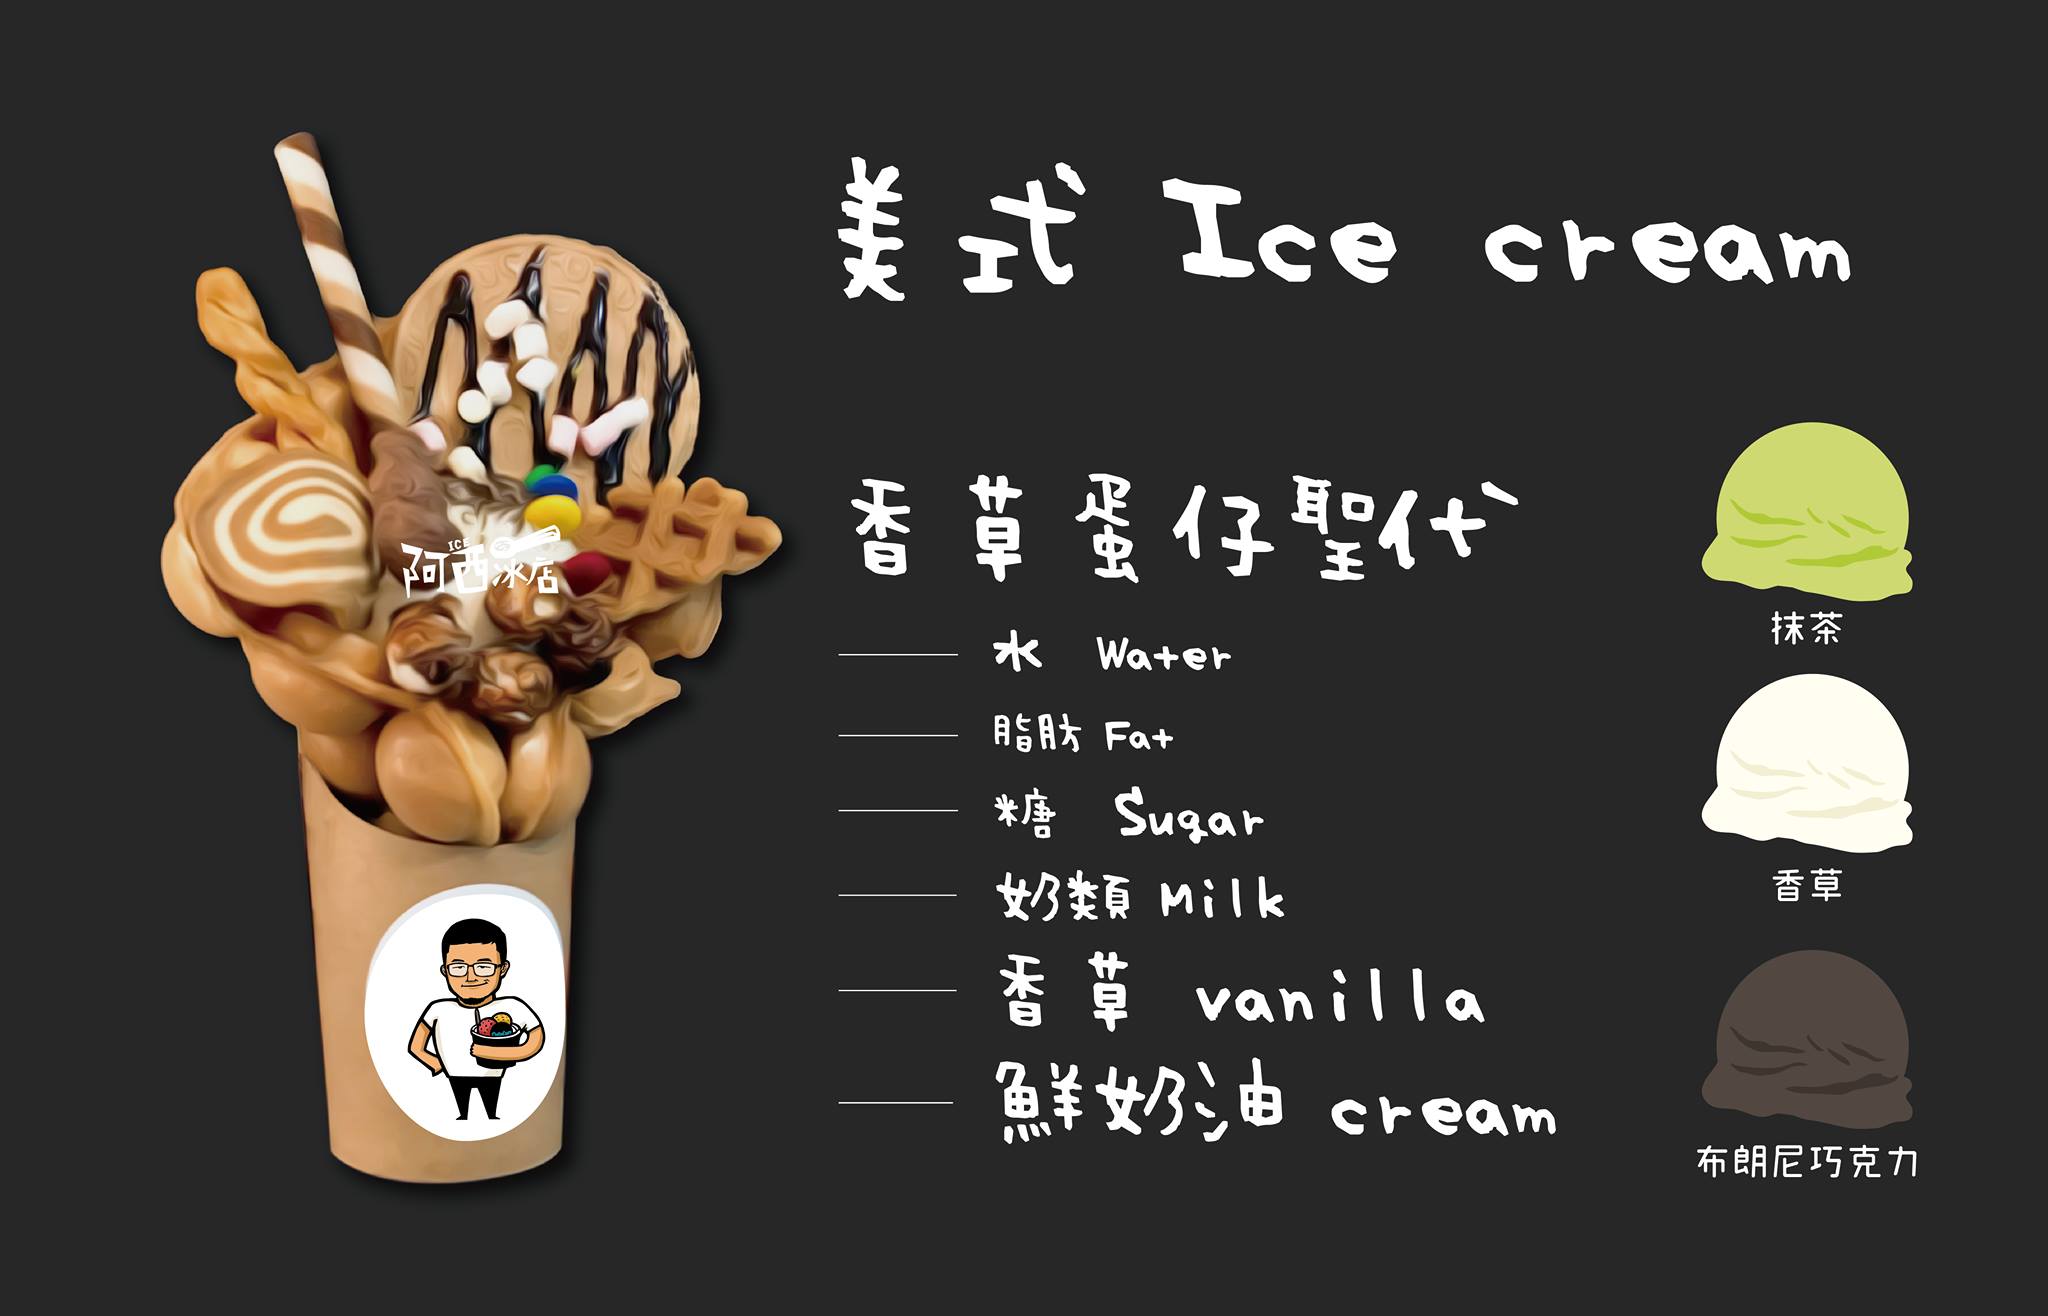 美式 Ice cream
香草蛋仔聖代
水 Water
脂肪 Fat
糖 Sugar
奶類 Milk
香草 vanilla
鮮奶油 cream
抹茶
香草
布朗尼巧克力
ICE
阿西冰店